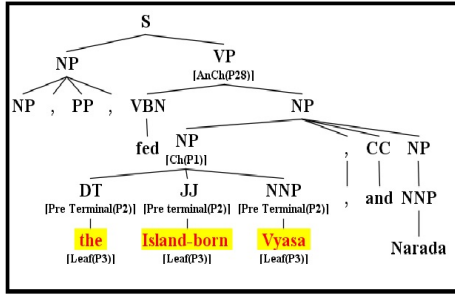 S
NP VP
[AnCh(P28)]
NP , PP , VBN NP
fed NP , CC NP
[Ch(P1)]
DT JJ NNP , and NNP
[Pre Terminal(P2)] [Pre terminal(P2)] [Pre Terminal(P2)]
the Island-born Vyasa Narada
[Leaf(P3)] [Leaf(P3)] [Leaf(P3)]